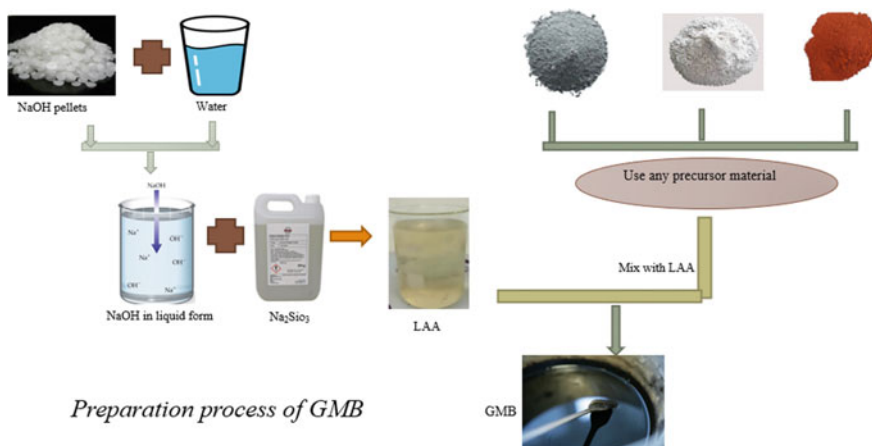 NaOH pellets
Water
NaOH
Na⁺
OH⁻
Na⁺
OH⁻
OH⁻
Na⁺
NaOH in liquid form
Na₂Sio₃
LAA
Use any precursor material
Mix with LAA
GMB
Preparation process of GMB